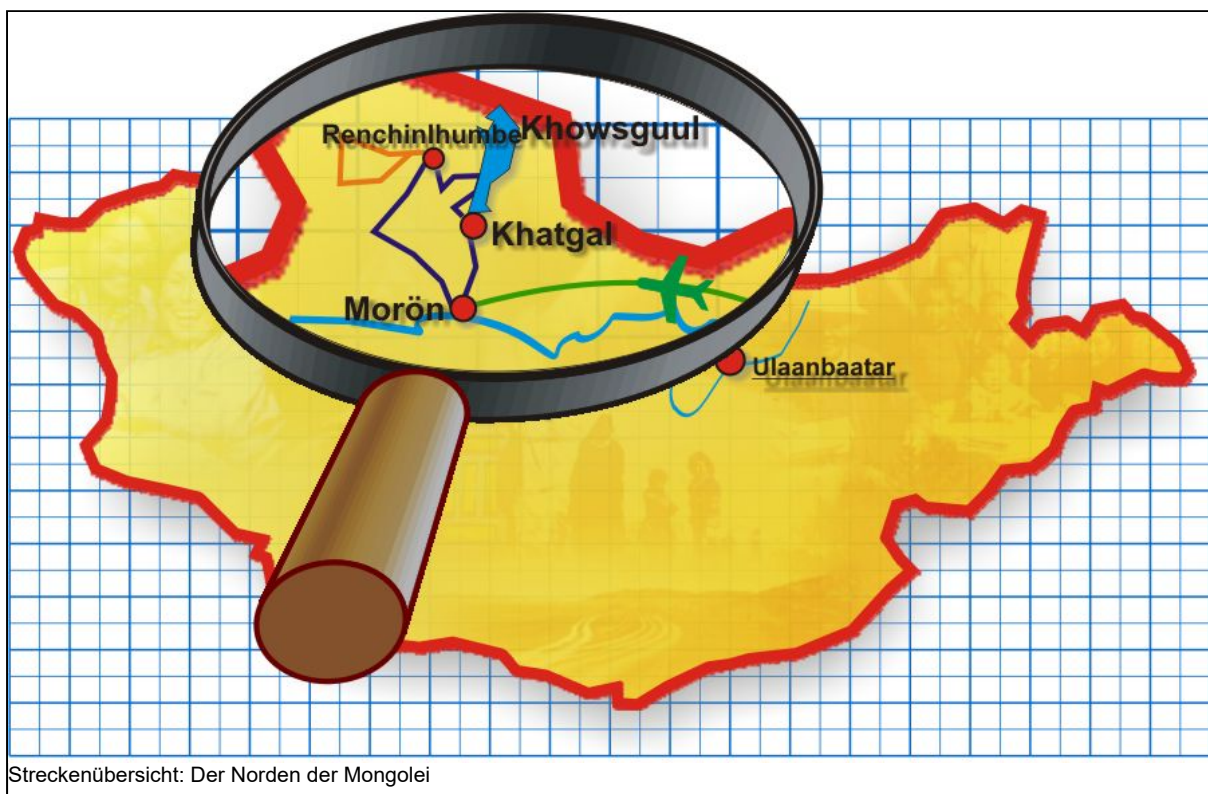 Renchinlhumbe
Khowsguul
Khatgal
Morön
Ulaanbaatar
Streckenübersicht: Der Norden der Mongolei